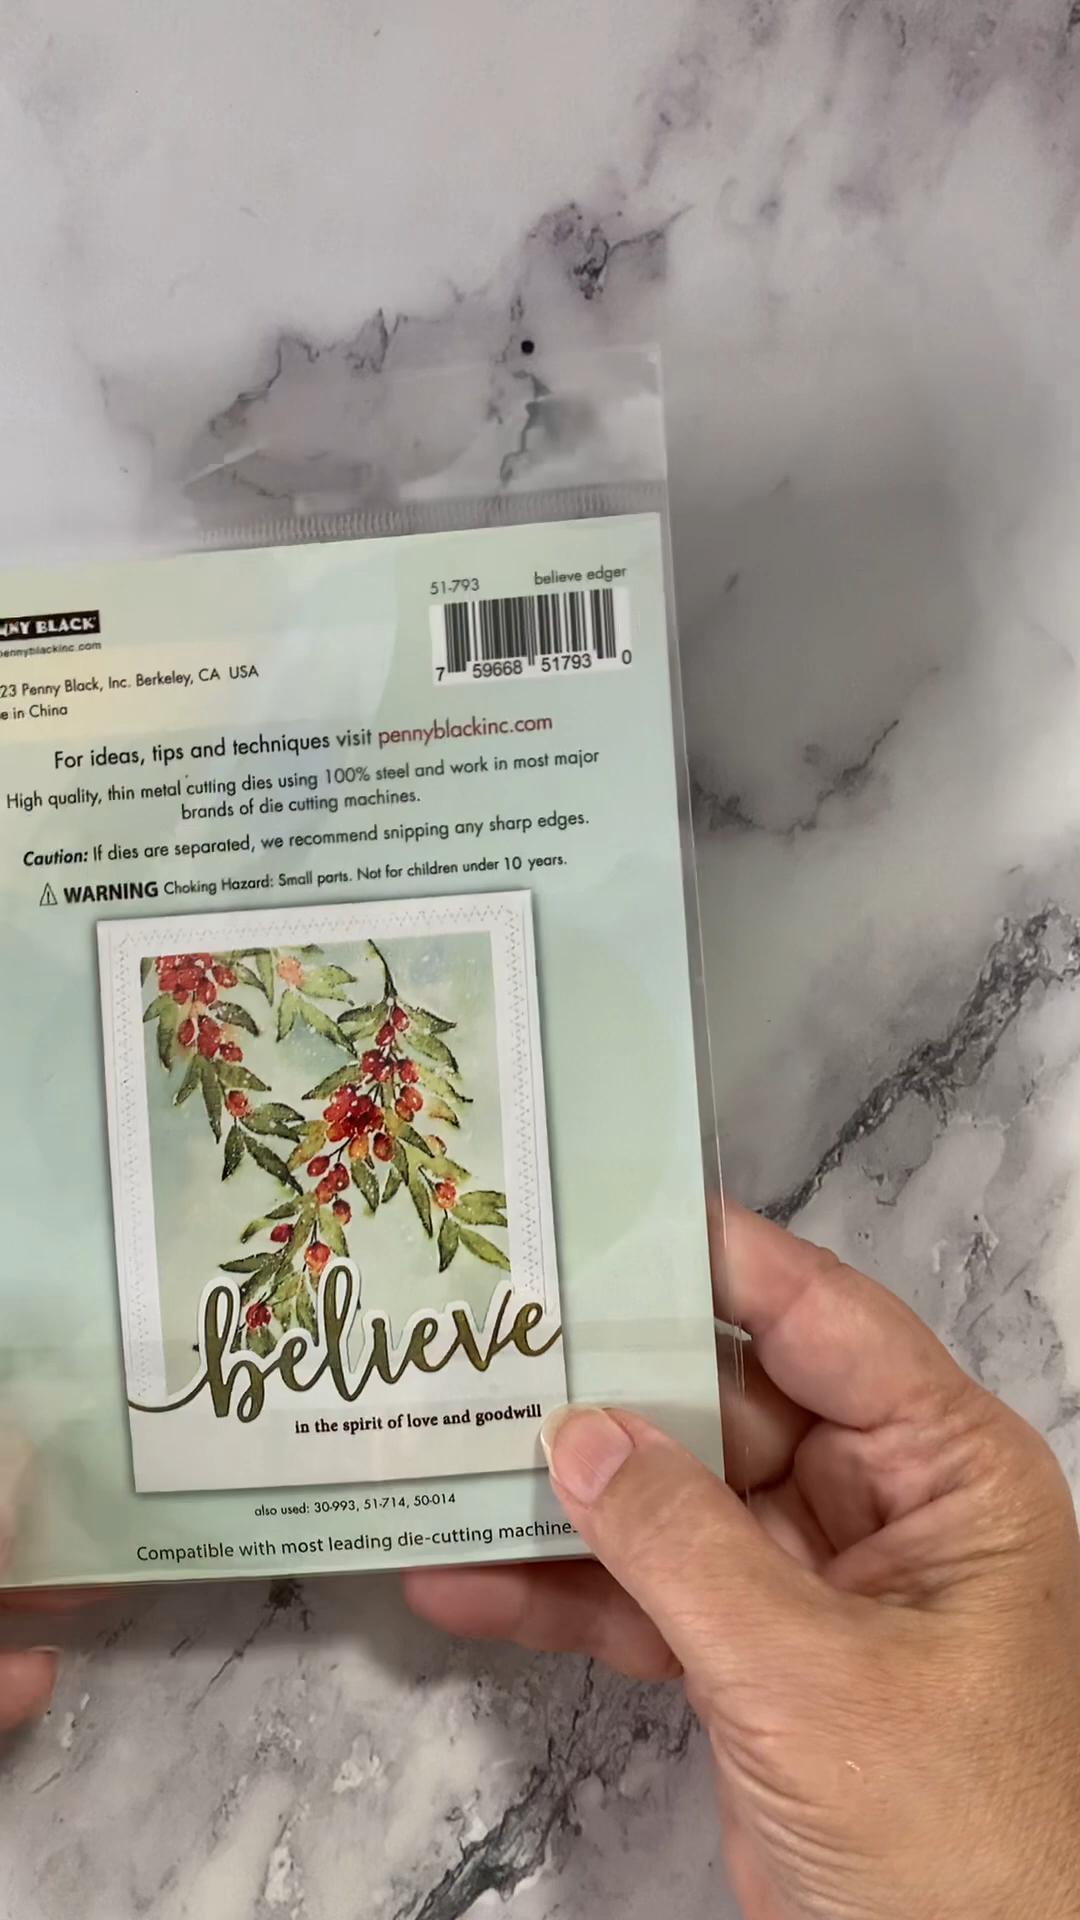 51-793 believe edger
NY BLACK
pennyblackinc.com
7 59668 51793 0
23 Penny Black, Inc. Berkeley, CA USA
e in China
For ideas, tips and techniques visit pennyblackinc.com
High quality, thin metal cutting dies using 100% steel and work in most major
brands of die cutting machines.
Caution: If dies are separated, we recommend snipping any sharp edges.
WARNING Choking Hazard: Small parts. Not for children under 10 years.
believe
in the spirit of love and goodwill
also used: 30-993, 51-714, 50-014
Compatible with most leading die-cutting machines